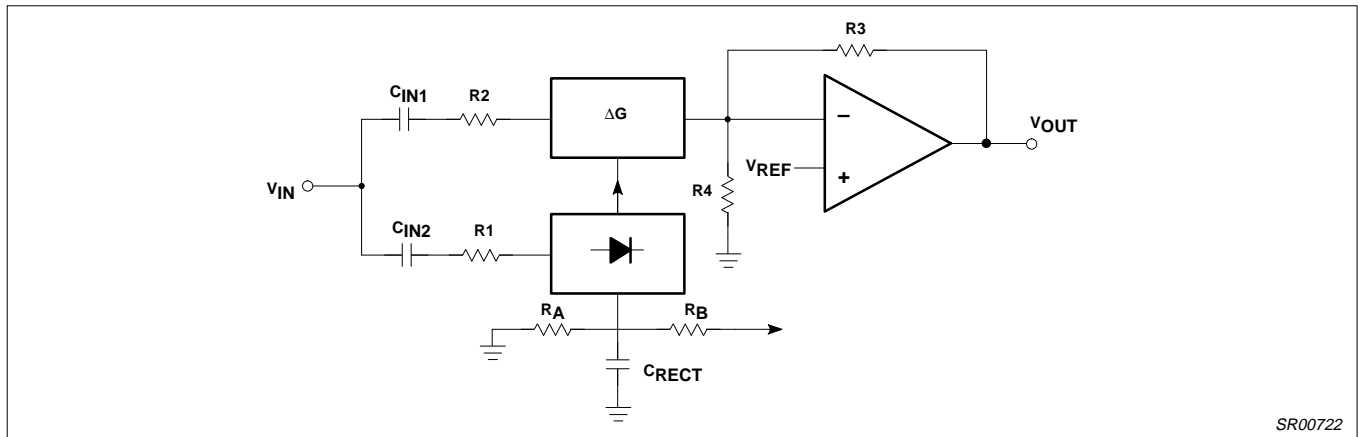 R3
CIN1
R2
ΔG
−
VOUT
VREF
+
R4
VIN
CIN2
R1
RA
RB
CRECT
SR00722